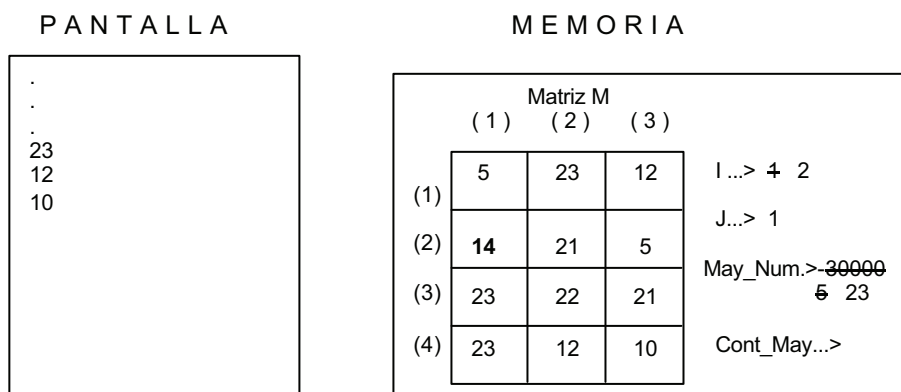 PANTALLA
MEMORIA
.
.
.
23
12
10
Matriz M
(1) (2) (3)
(1) 5 23 12
(2) 14 21 5
(3) 23 22 21
(4) 23 12 10
I ...> 1 2
J...> 1
May_Num.>-30000
5 23
Cont_May...>